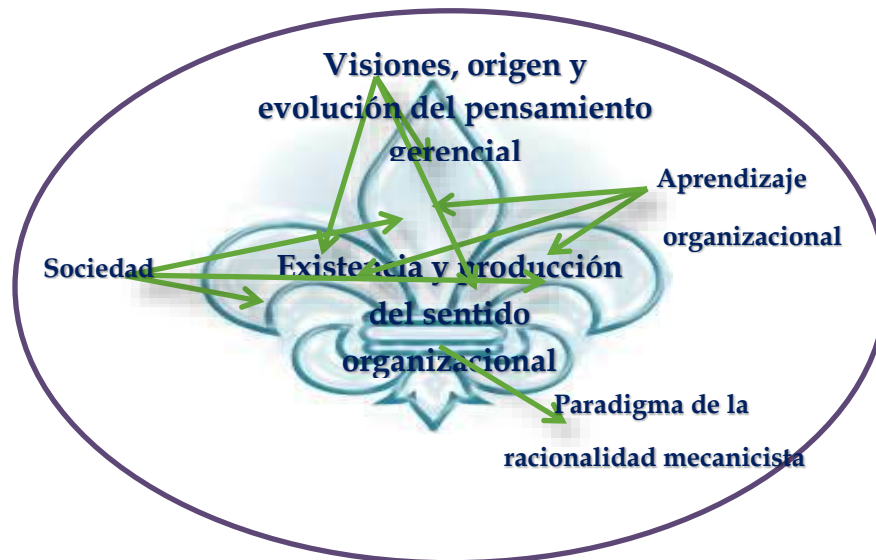 Visiones, origen y
evolución del pensamiento
gerencial
Aprendizaje
organizacional
Sociedad
Existencia y producción
del sentido
organizacional
Paradigma de la
racionalidad mecanicista